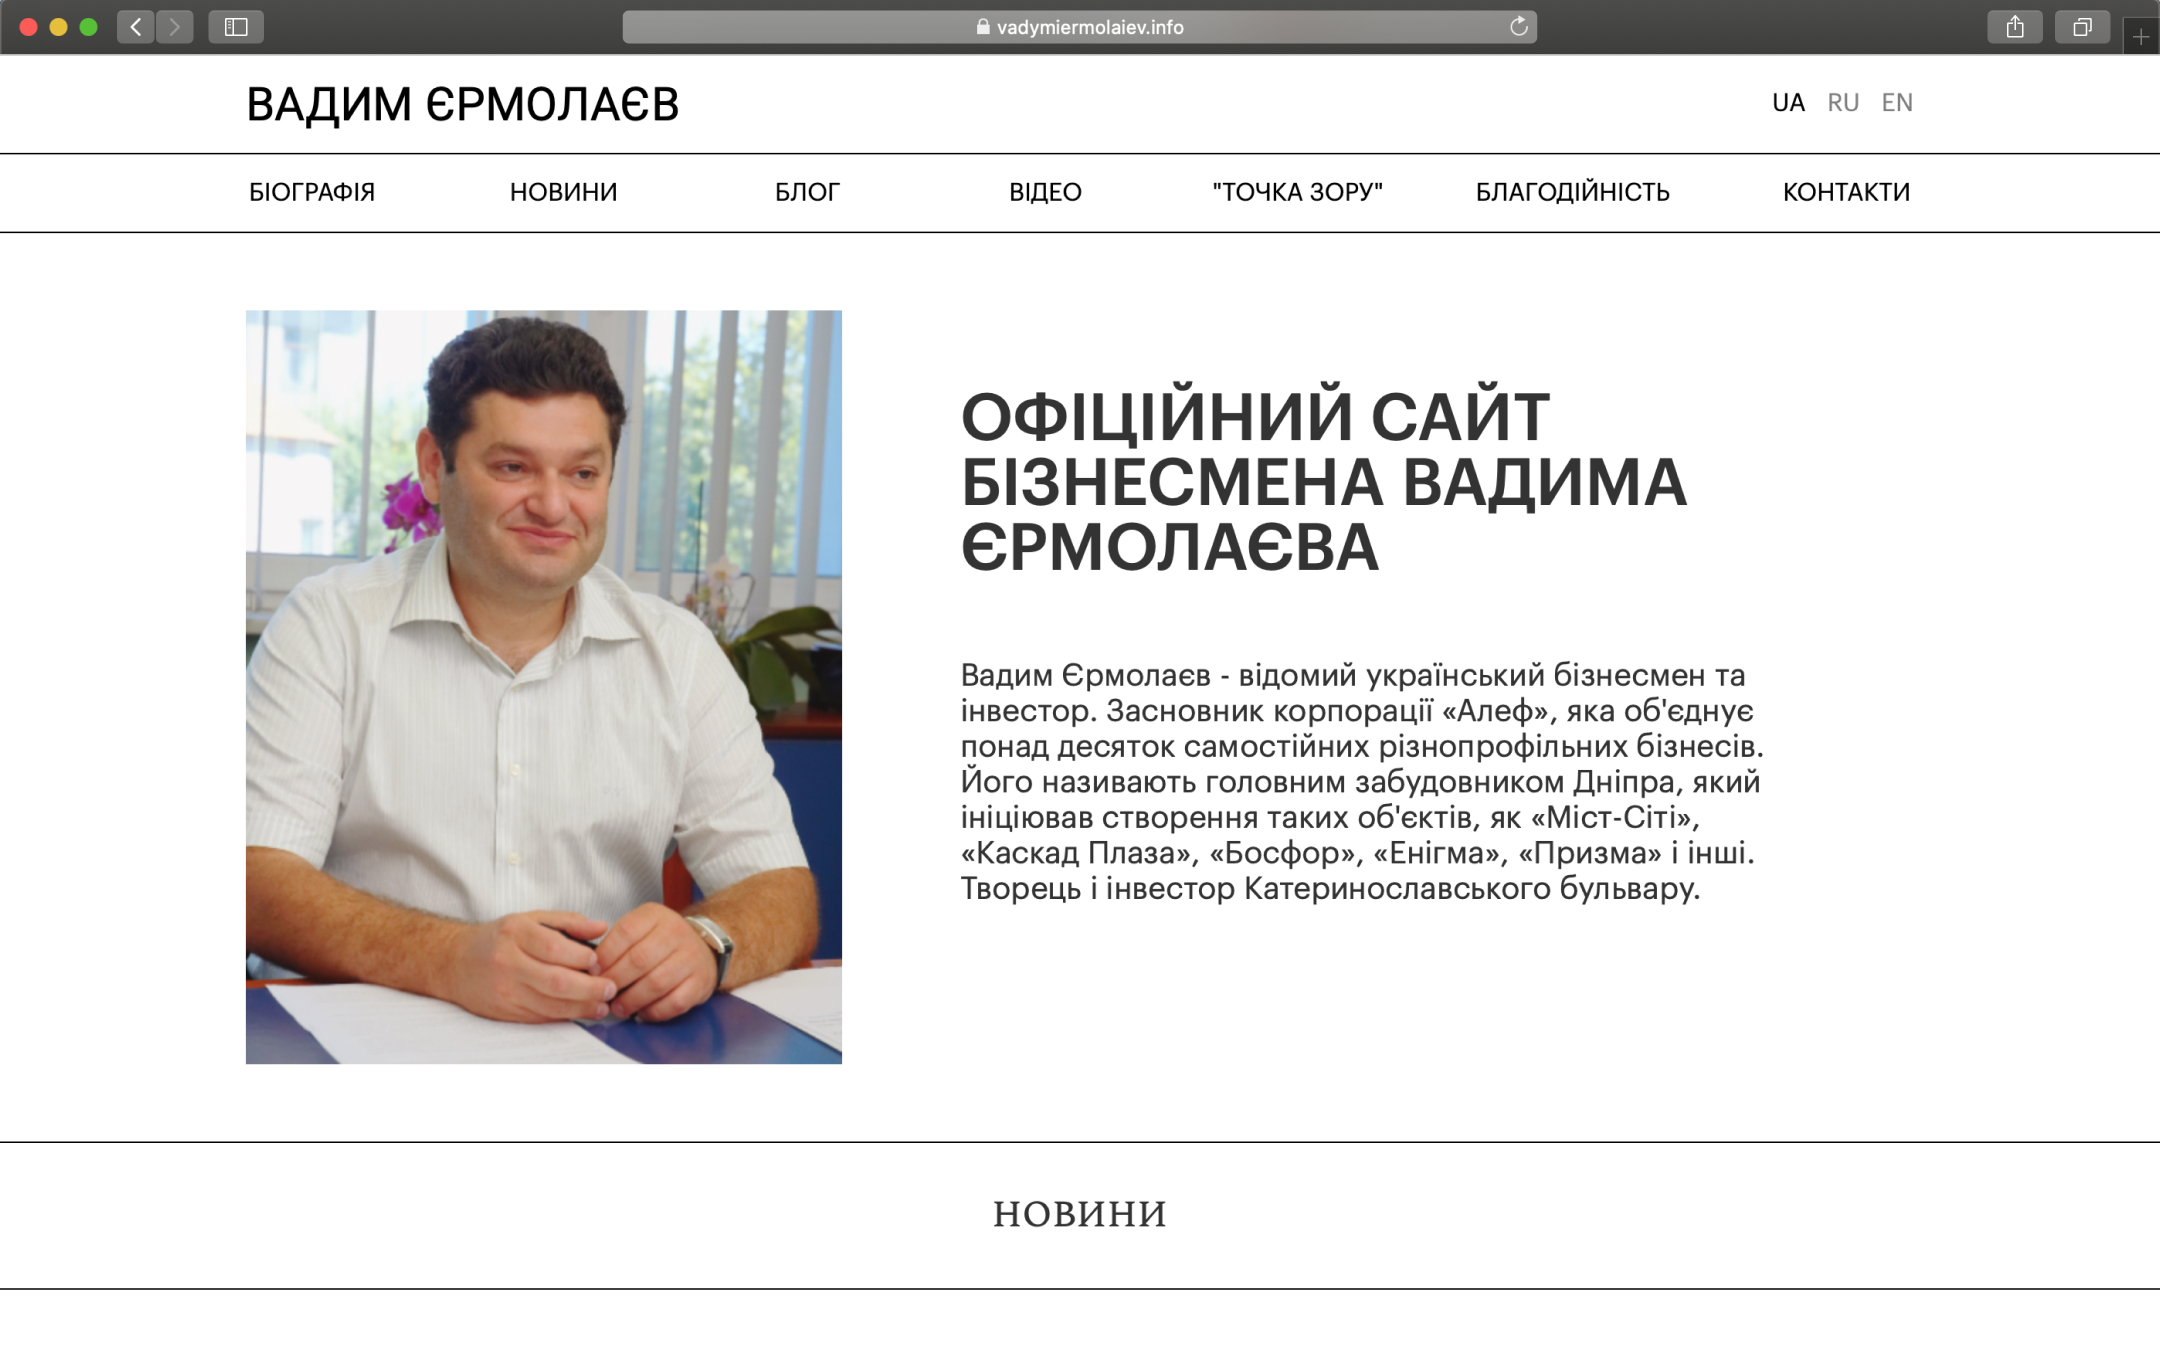 vadymiermolaiev.info
ВАДИМ ЄРМОЛАЄВ
UA RU EN
БІОГРАФІЯ НОВИНИ БЛОГ ВІДЕО "ТОЧКА ЗОРУ" БЛАГОДІЙНІСТЬ КОНТАКТИ
ОФІЦІЙНИЙ САЙТ
БІЗНЕСМЕНА ВАДИМА
ЄРМОЛАЄВА
Вадим Єрмолаєв - відомий український бізнесмен та
інвестор. Засновник корпорації «Алеф», яка об'єднує
понад десяток самостійних різнопрофільних бізнесів.
Його називають головним забудовником Дніпра, який
ініціював створення таких об'єктів, як «Міст-Сіті»,
«Каскад Плаза», «Босфор», «Енігма», «Призма» і інші.
Творець і інвестор Катеринославського бульвару.
НОВИНИ